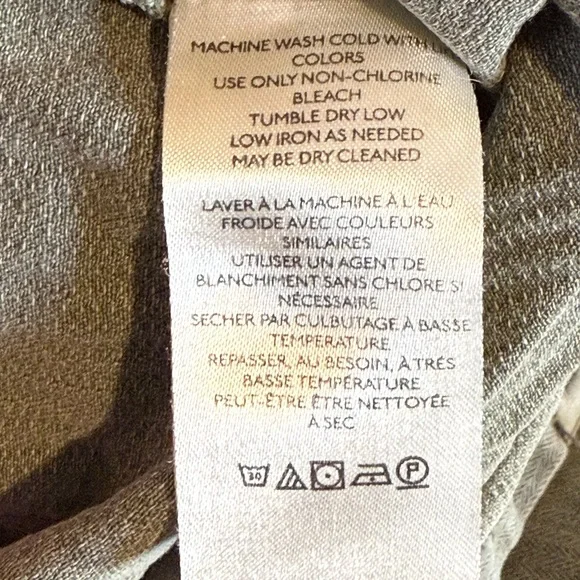 MACHINE WASH COLD WITH
COLORS
USE ONLY NON-CHLORINE
BLEACH
TUMBLE DRY LOW
LOW IRON AS NEEDED
MAY BE DRY CLEANED
LAVER À LA MACHINE À L'EAU
FROIDE AVEC COULEURS
SIMILAIRES
UTILISER UN AGENT DE
BLANCHIMENT SANS CHLORE SI
NÉCESSAIRE
SECHER PAR CULBUTAGE À BASSE
TEMPERATURE
REPASSER, AU BESOIN, À TRÉS
BASSE TEMPÉRATURE
PEUT-ÊTRE ÊTRE NETTOYÉE
À SEC
30
P